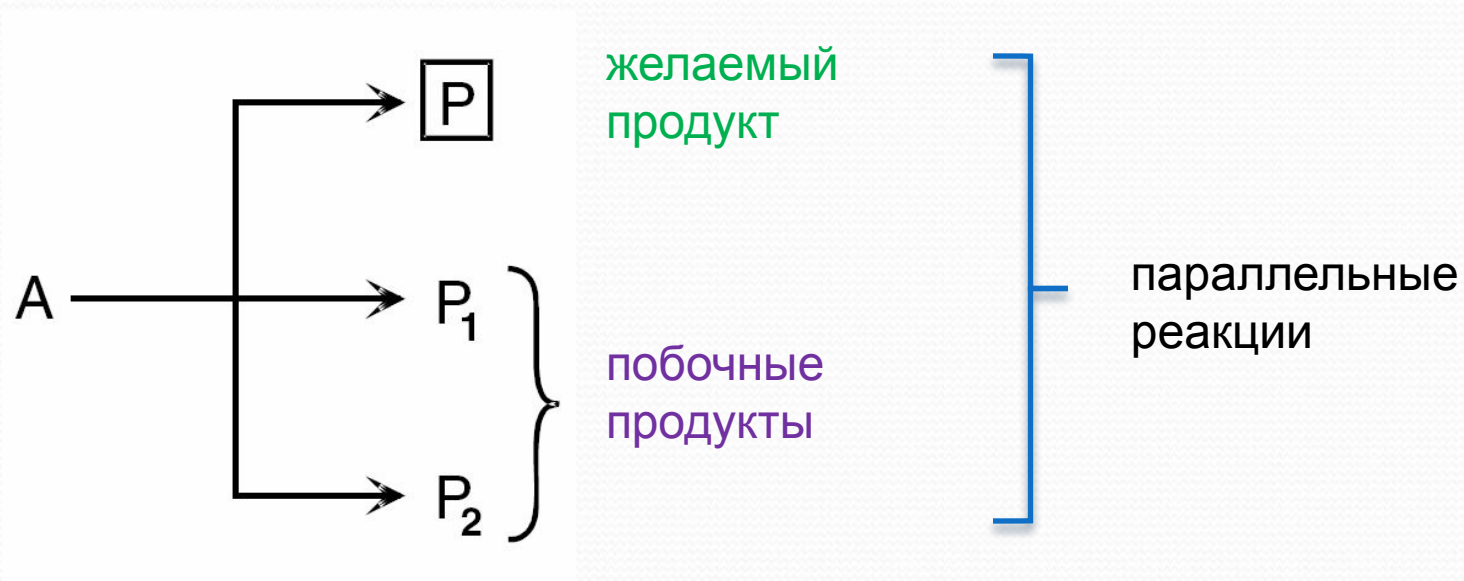 P
желаемый
продукт
A
P₁
параллельные
реакции
побочные
продукты
P₂